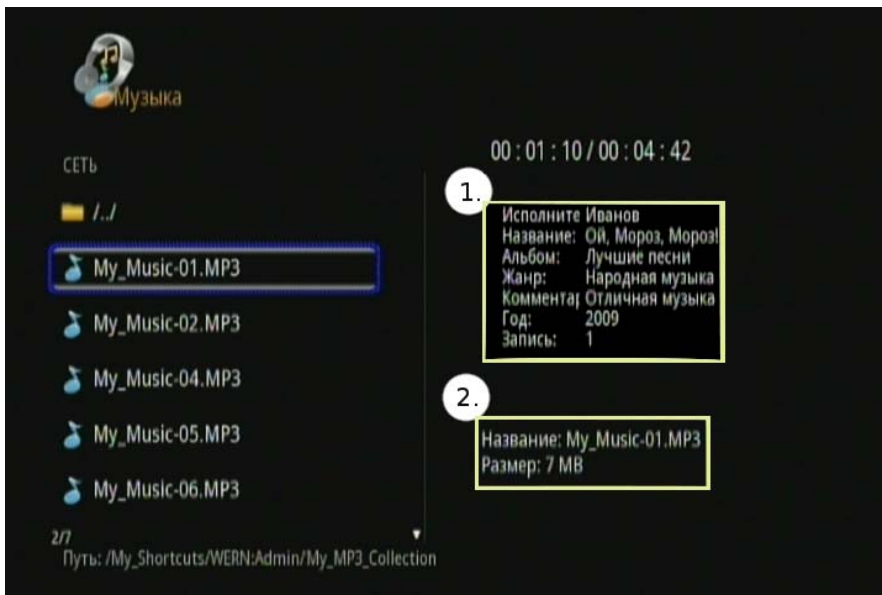 Музыка
СЕТЬ
/../
My_Music-01.MP3
My_Music-02.MP3
My_Music-04.MP3
My_Music-05.MP3
My_Music-06.MP3
2/7
Путь: /My_Shortcuts/WERN:Admin/My_MP3_Collection
00 : 01 : 10 / 00 : 04 : 42
1.
Исполните Иванов
Название: Ой, Мороз, Мороз!
Альбом: Лучшие песни
Жанр: Народная музыка
Комментар Отличная музыка
Год: 2009
Запись: 1
2.
Название: My_Music-01.MP3
Размер: 7 MB